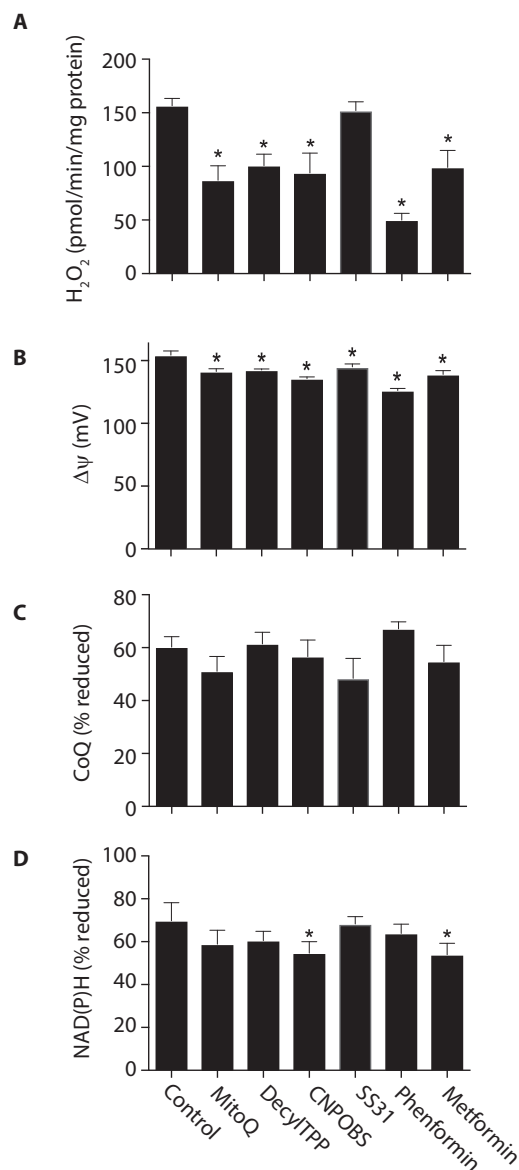 A
H₂O₂ (pmol/min/mg protein)
200
150
100
50
0
* * * * *
B
Δψ (mV)
150
100
50
0
* * * * * *
C
CoQ (% reduced)
80
60
40
20
0
D
NAD(P)H (% reduced)
100
80
60
40
20
0
* *
Control
MitoQ
DecylTPP
CNPOBS
SS31
Phenformin
Metformin